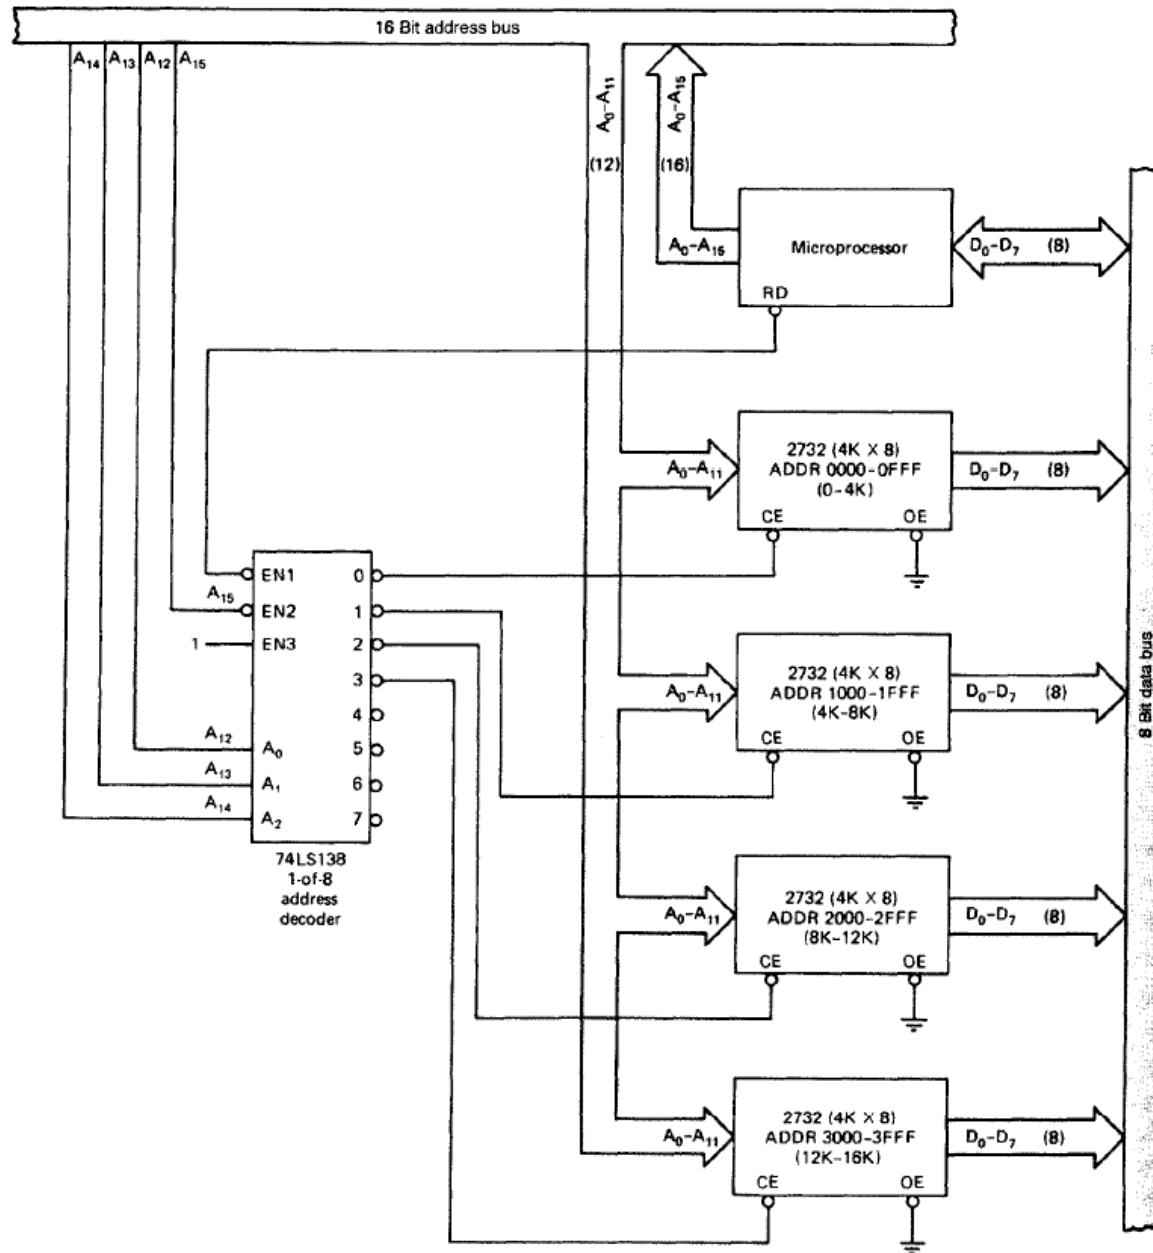 16 Bit address bus
A14 A13 A12 A15
A0–A11
(12)
A0–A15
(16)
A0–A15
Microprocessor
RD
D0–D7 (8)
8 Bit data bus
2732 (4K X 8)
ADDR 0000–0FFF
(0–4K)
CE OE
A0–A11
D0–D7 (8)
EN1
A15
EN2
1
EN3
0
1
2
3
4
5
6
7
A12
A0
A13
A1
A14
A2
74LS138
1-of-8
address
decoder
2732 (4K X 8)
ADDR 1000–1FFF
(4K–8K)
CE OE
A0–A11
D0–D7 (8)
2732 (4K X 8)
ADDR 2000–2FFF
(8K–12K)
CE OE
A0–A11
D0–D7 (8)
2732 (4K X 8)
ADDR 3000–3FFF
(12K–16K)
CE OE
A0–A11
D0–D7 (8)